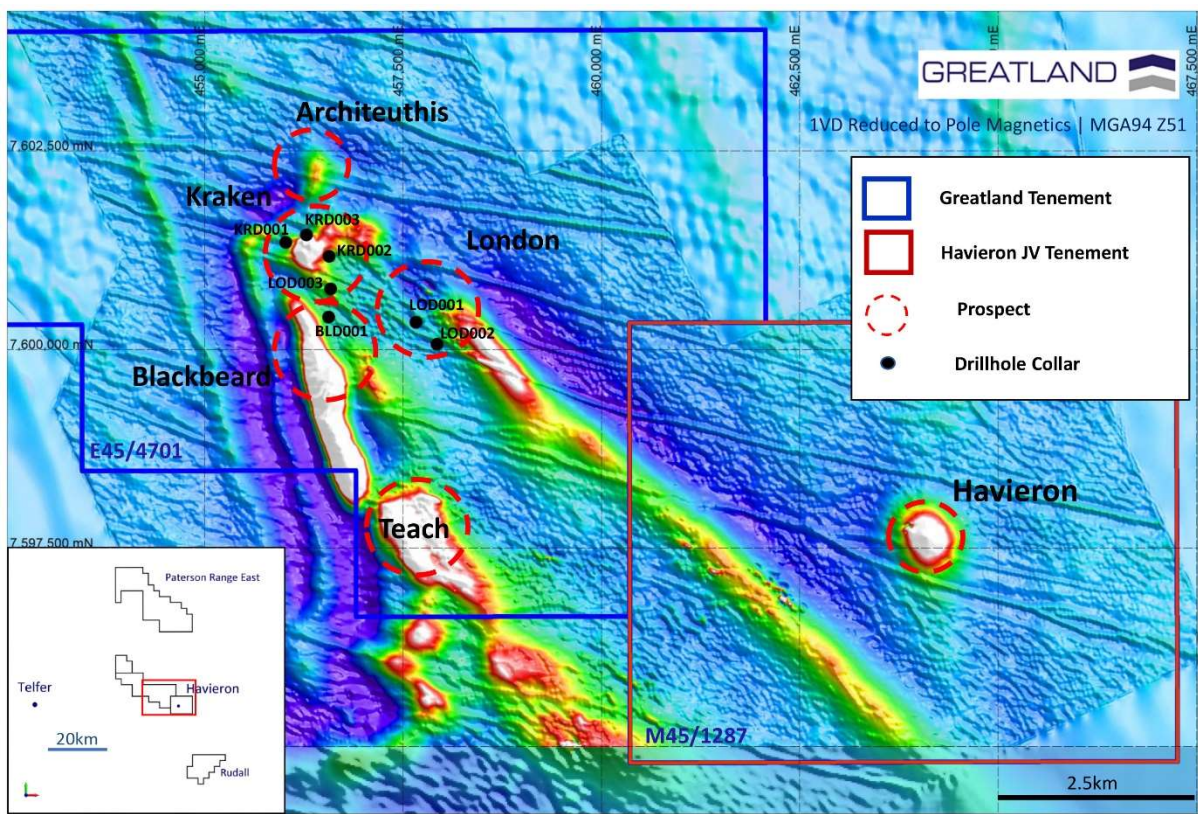 455,000 mE
457,500 mE
460,000 mE
462,500 mE
467,500 mE
GREATLAND
1VD Reduced to Pole Magnetics | MGA94 Z51
Architeuthis
7,602,500 mN
Kraken
KRD003
KRD001
KRD002
London
LOD003
LOD001
BLD001
LOD002
7,600,000 mN
Blackbeard
E45/4701
Greatland Tenement
Havieron JV Tenement
Prospect
Drillhole Collar
Havieron
Teach
7,597,500 mN
Paterson Range East
Telfer
Havieron
20km
Rudall
M45/1287
2.5km